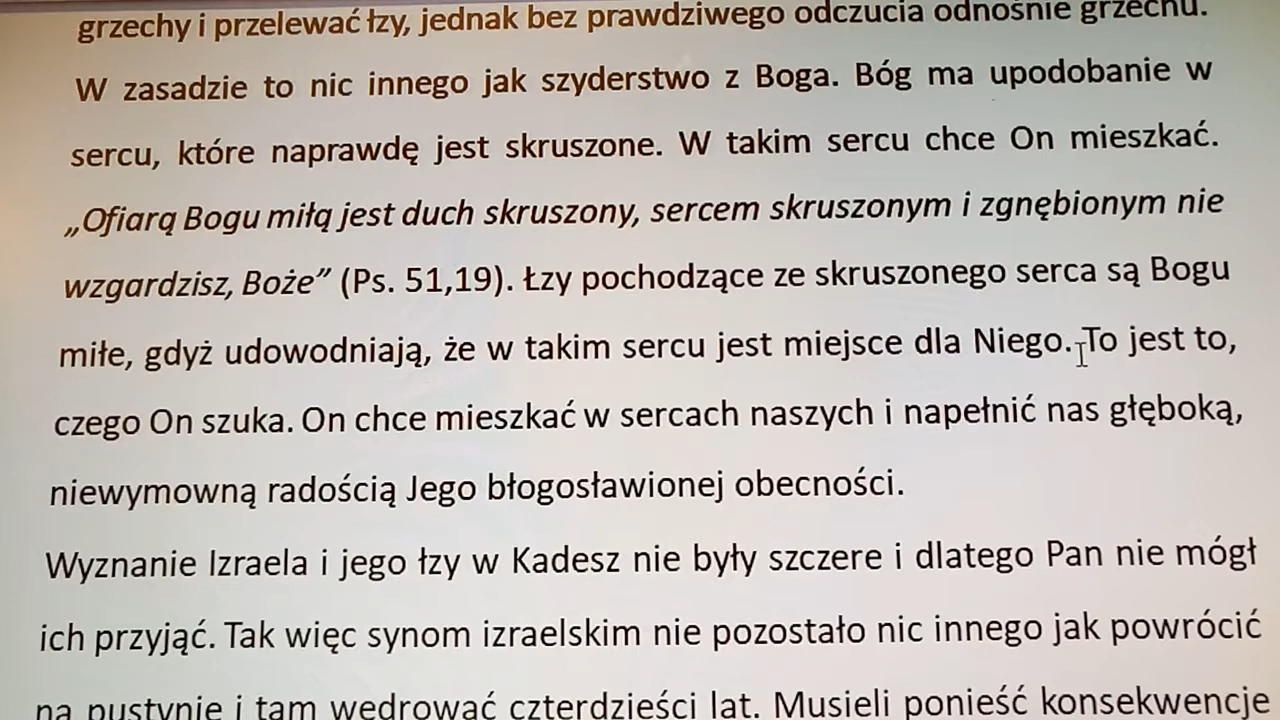 grzechy i przelewać łzy, jednak bez prawdziwego odczucia odnośnie grzechu.
W zasadzie to nic innego jak szyderstwo z Boga. Bóg ma upodobanie w
sercu, które naprawdę jest skruszone. W takim sercu chce On mieszkać.
„Ofiarą Bogu miłą jest duch skruszony, sercem skruszonym i zgnębionym nie
wzgardzisz, Boże” (Ps. 51,19). Łzy pochodzące ze skruszonego serca są Bogu
miłe, gdyż udowodniają, że w takim sercu jest miejsce dla Niego. To jest to,
czego On szuka. On chce mieszkać w sercach naszych i napełnić nas głęboką,
niewymowną radością Jego błogosławionej obecności.
Wyznanie Izraela i jego łzy w Kadesz nie były szczere i dlatego Pan nie mógł
ich przyjąć. Tak więc synom izraelskim nie pozostało nic innego jak powrócić
na pustynię i tam wędrować czterdzieści lat. Musieli ponieść konsekwencje